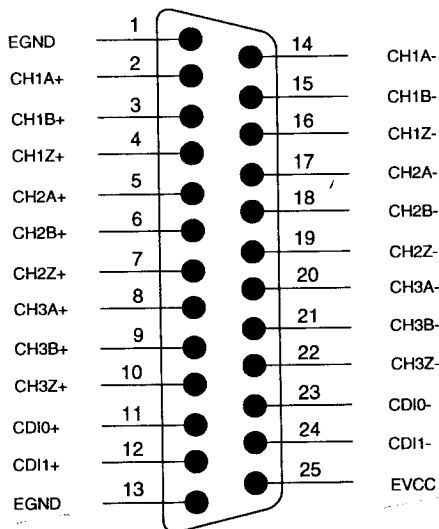 EGND 1
14 CH1A-
CH1A+ 2
15 CH1B-
CH1B+ 3
16 CH1Z-
CH1Z+ 4
17 CH2A-
CH2A+ 5
18 CH2B-
CH2B+ 6
19 CH2Z-
CH2Z+ 7
20 CH3A-
CH3A+ 8
21 CH3B-
CH3B+ 9
22 CH3Z-
CH3Z+ 10
23 CDI0-
CDI0+ 11
24 CDI1-
CDI1+ 12
25 EVCC
EGND 13